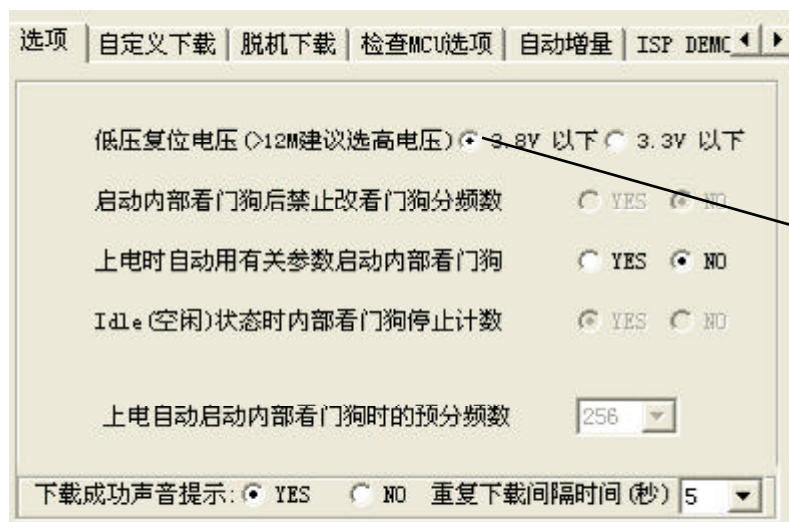 选项 自定义下载 脱机下载 检查MCU选项 自动增量 ISP DEMO
低压复位电压(>12M建议选高电压) 3.8V 以下 3.3V 以下
启动内部看门狗后禁止改看门狗分频数 YES NO
上电时自动用有关参数启动内部看门狗 YES NO
Idle(空闲)状态时内部看门狗停止计数 YES NO
上电自动启动内部看门狗时的预分频数 256
下载成功声音提示: YES NO 重复下载间隔时间(秒) 5